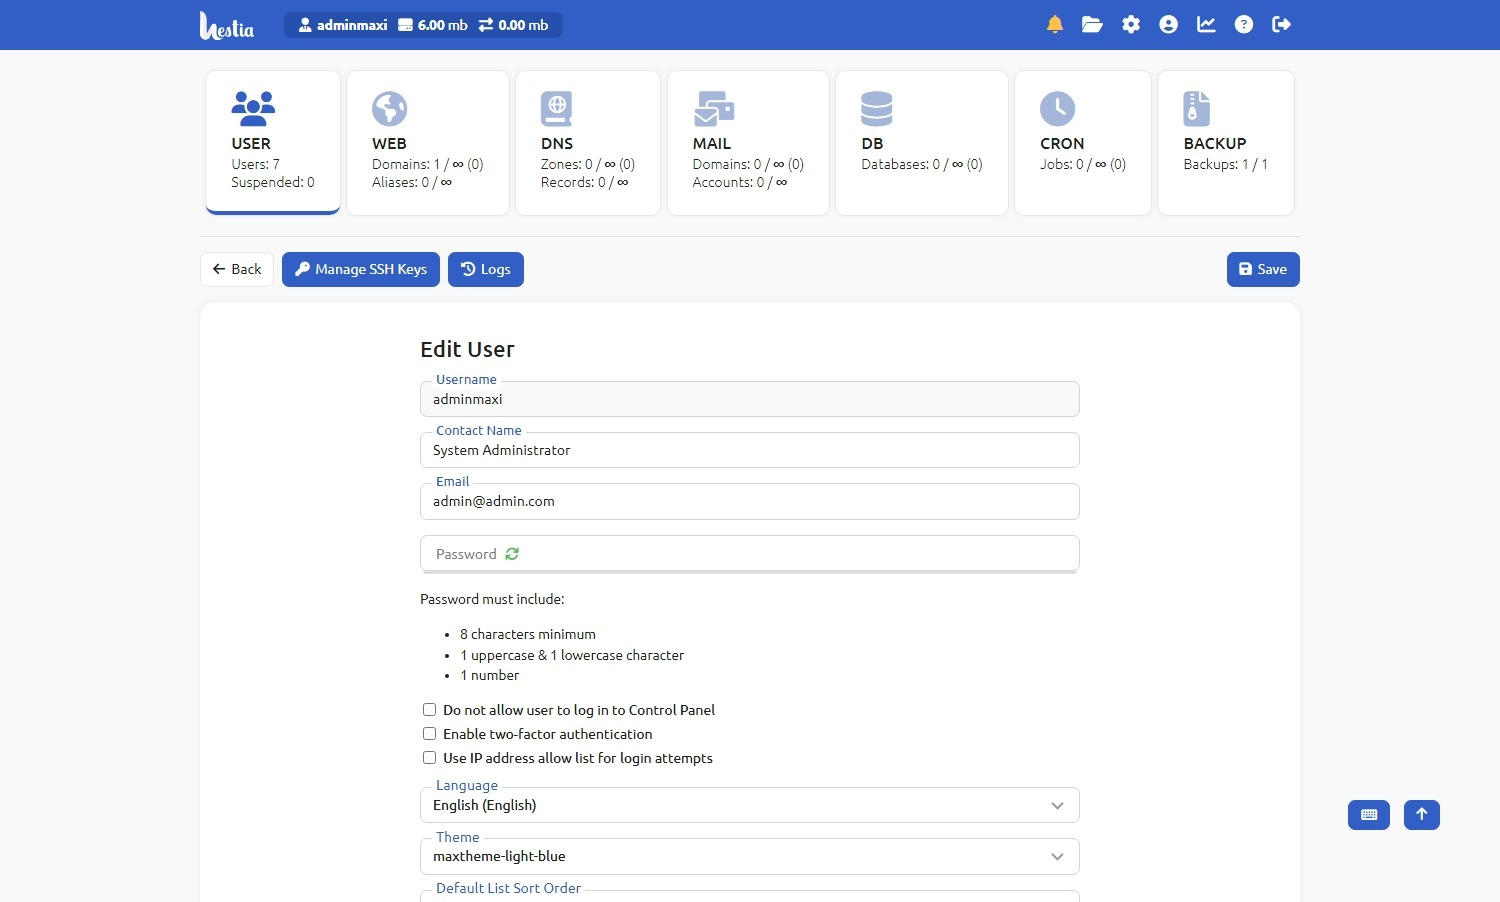 hestia adminmaxi 6.00 mb 0.00 mb
USER
Users: 7
Suspended: 0
WEB
Domains: 1 / ∞ (0)
Aliases: 0 / ∞
DNS
Zones: 0 / ∞ (0)
Records: 0 / ∞
MAIL
Domains: 0 / ∞ (0)
Accounts: 0 / ∞
DB
Databases: 0 / ∞ (0)
CRON
Jobs: 0 / ∞ (0)
BACKUP
Backups: 1 / 1
Back Manage SSH Keys Logs Save
Edit User
Username
adminmaxi
Contact Name
System Administrator
Email
admin@admin.com
Password
Password must include:
• 8 characters minimum
• 1 uppercase & 1 lowercase character
• 1 number
Do not allow user to log in to Control Panel
Enable two-factor authentication
Use IP address allow list for login attempts
Language
English (English)
Theme
maxtheme-light-blue
Default List Sort Order